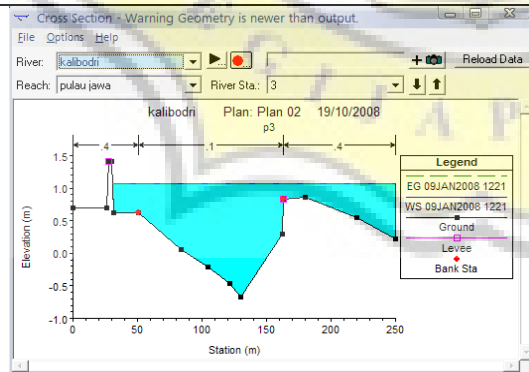 Cross Section - Warning Geometry is newer than output.
File Options Help
River: kalibodri Reload Data
Reach: pulau jawa River Sta.: 3
kalibodri Plan: Plan 02 19/10/2008
p3
.4 .1 .4
Legend
EG 09JAN2008 1221
WS 09JAN2008 1221
Ground
Levee
Bank Sta
Elevation (m)
1.5
1.0
0.5
0.0
-0.5
-1.0
0 50 100 150 200 250
Station (m)